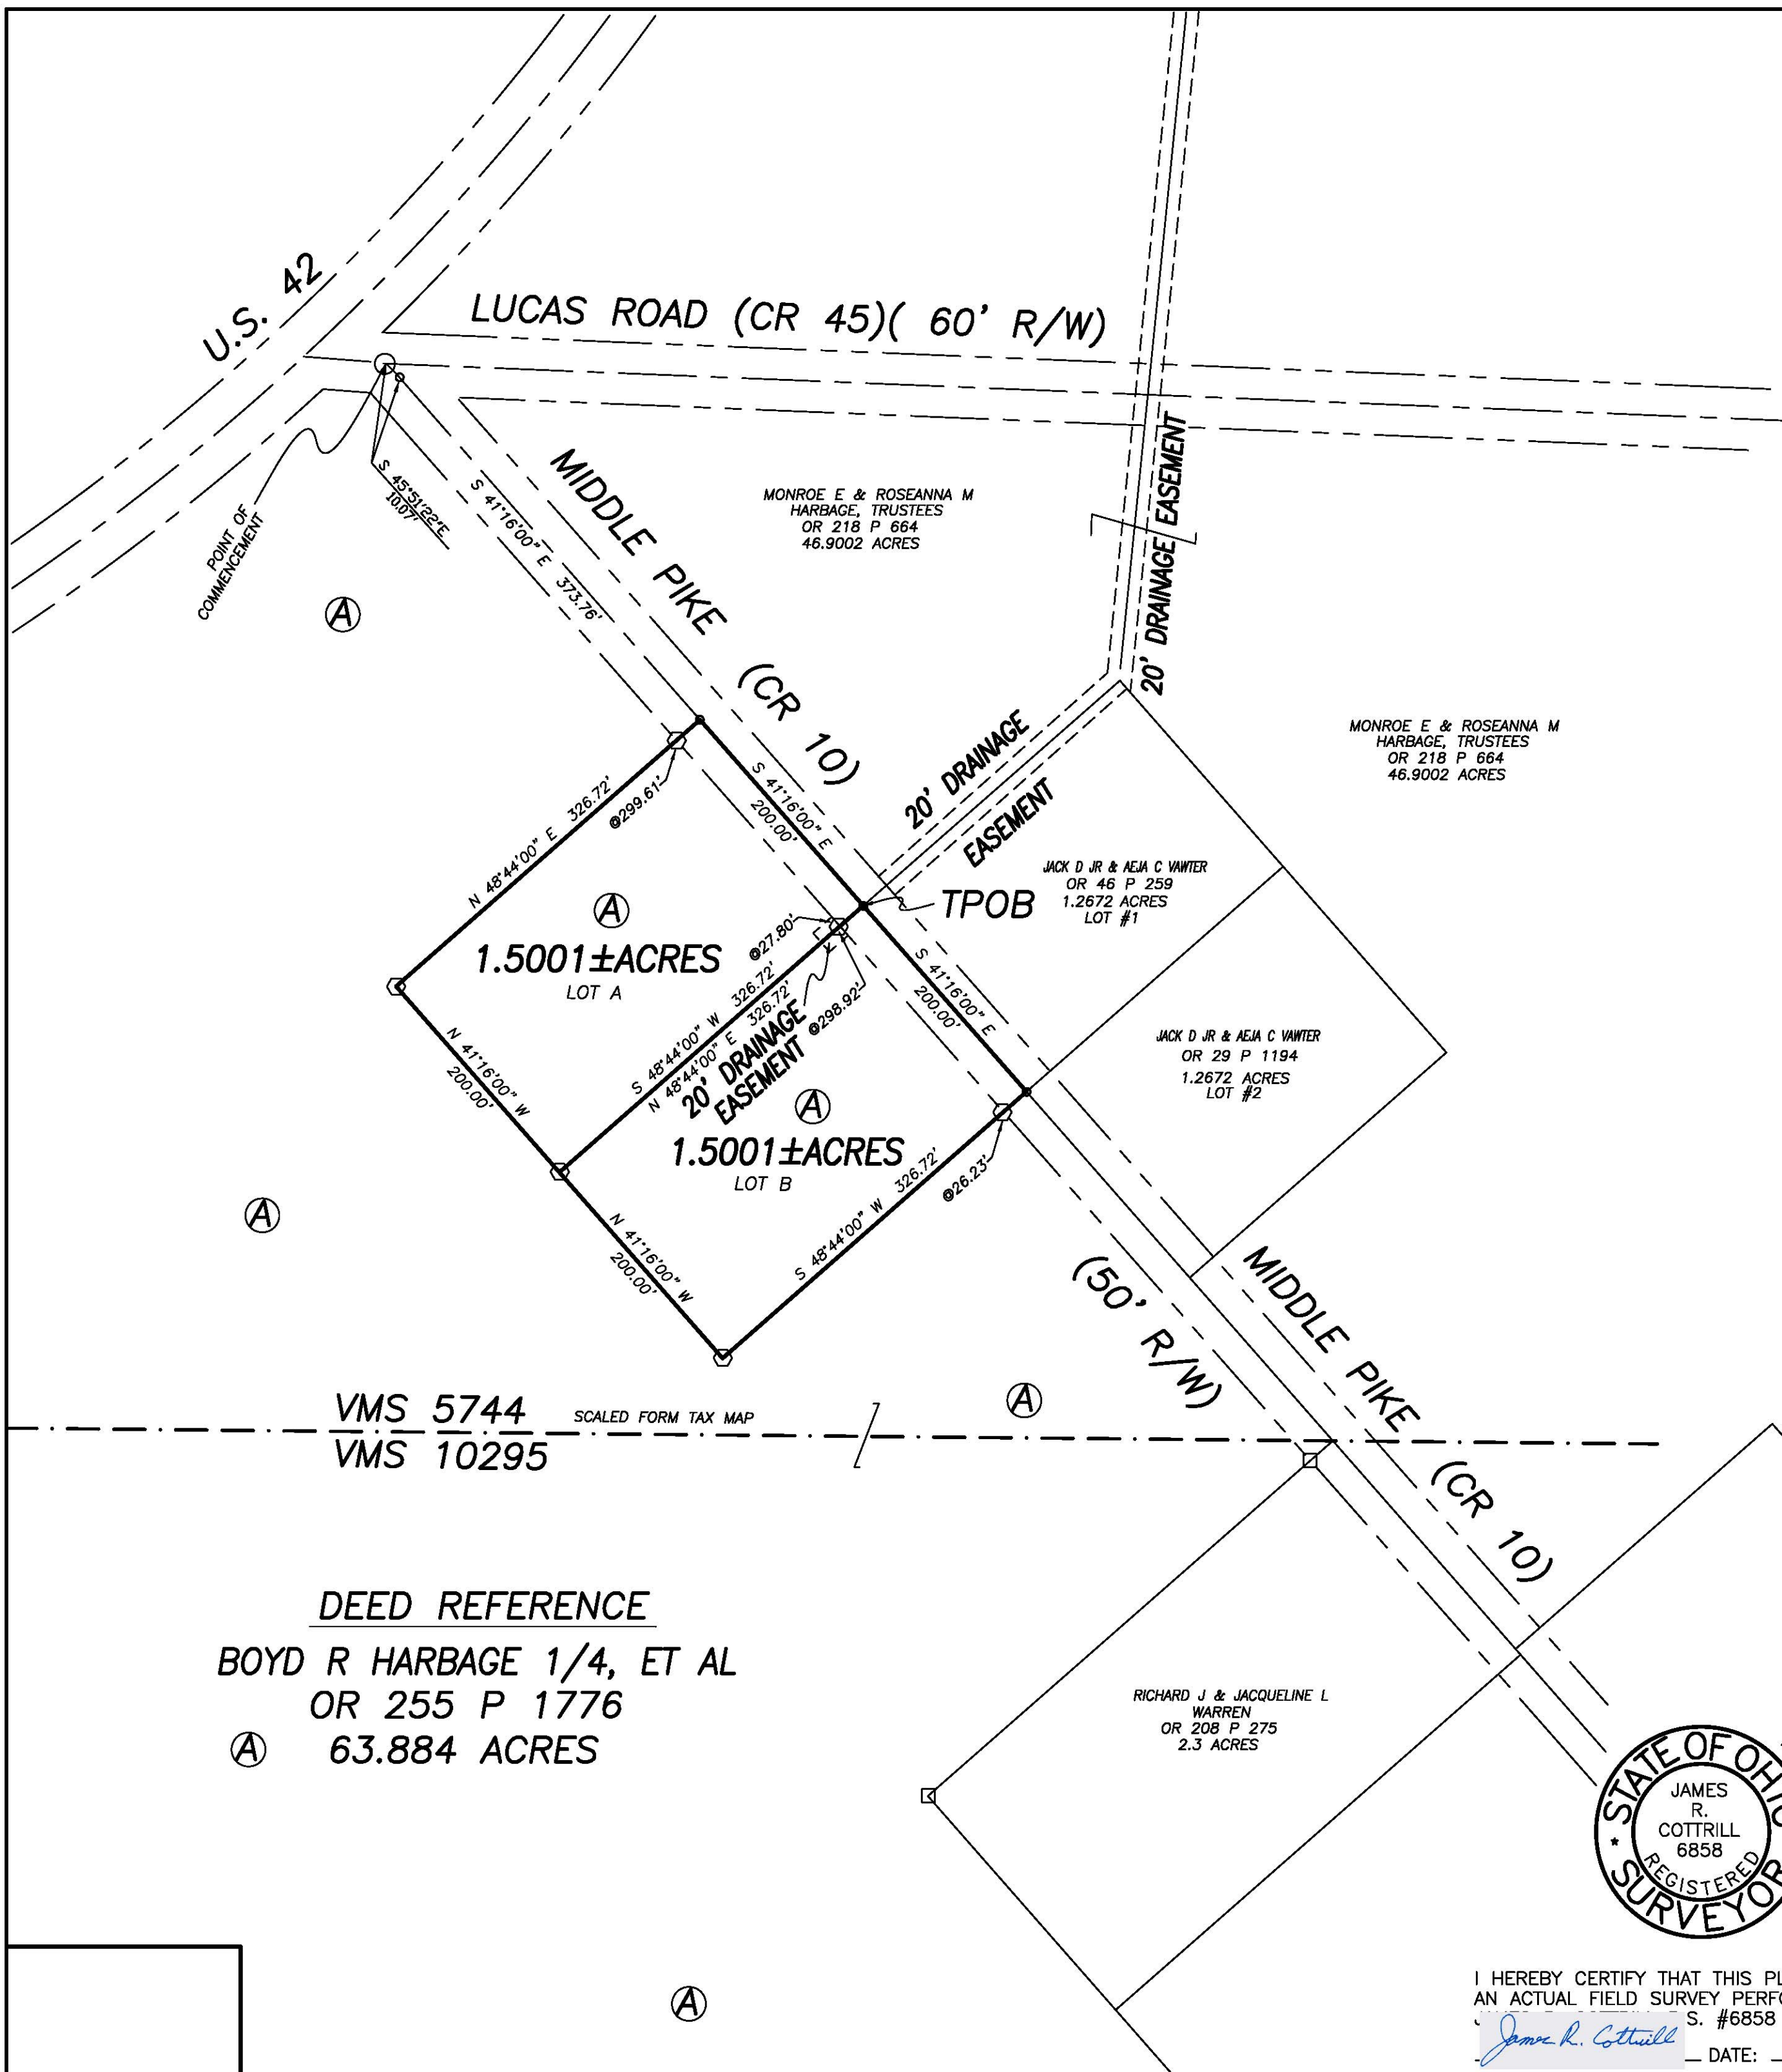 U.S. 42
LUCAS ROAD (CR 45)( 60' R/W)
POINT OF
COMMENCEMENT
S 45°51'22"E
10.07'
S 41°16'00" E 373.76'
MIDDLE PIKE (CR 10)
MONROE E & ROSEANNA M
HARBAGE, TRUSTEES
OR 218 P 664
46.9002 ACRES
20' DRAINAGE EASEMENT
A
MONROE E & ROSEANNA M
HARBAGE, TRUSTEES
OR 218 P 664
46.9002 ACRES
20' DRAINAGE
EASEMENT
S 41°16'00" E
200.00'
N 48°44'00" E 326.72'
@299.61'
JACK D JR & AEJA C VAWTER
OR 46 P 259
1.2672 ACRES
LOT #1
TPOB
A
1.5001±ACRES
LOT A
@27.80'
S 48°44'00" W 326.72'
N 48°44'00" E 326.72'
20' DRAINAGE
EASEMENT
@298.92'
S 41°16'00" E
200.00'
N 41°16'00" W
200.00'
JACK D JR & AEJA C VAWTER
OR 29 P 1194
1.2672 ACRES
LOT #2
A
1.5001±ACRES
LOT B
@26.23'
S 48°44'00" W 326.72'
N 41°16'00" W
200.00'
A
(50' R/W)
MIDDLE PIKE (CR 10)
A
VMS 5744
SCALED FORM TAX MAP
VMS 10295
DEED REFERENCE
BOYD R HARBAGE 1/4, ET AL
OR 255 P 1776
A 63.884 ACRES
RICHARD J & JACQUELINE L
WARREN
OR 208 P 275
2.3 ACRES
STATE OF OHIO
JAMES
R.
COTTRILL
6858
REGISTERED
* SURVEYOR
A
I HEREBY CERTIFY THAT THIS PL
AN ACTUAL FIELD SURVEY PERFO
S. #6858
James R. Cottrill
DATE: